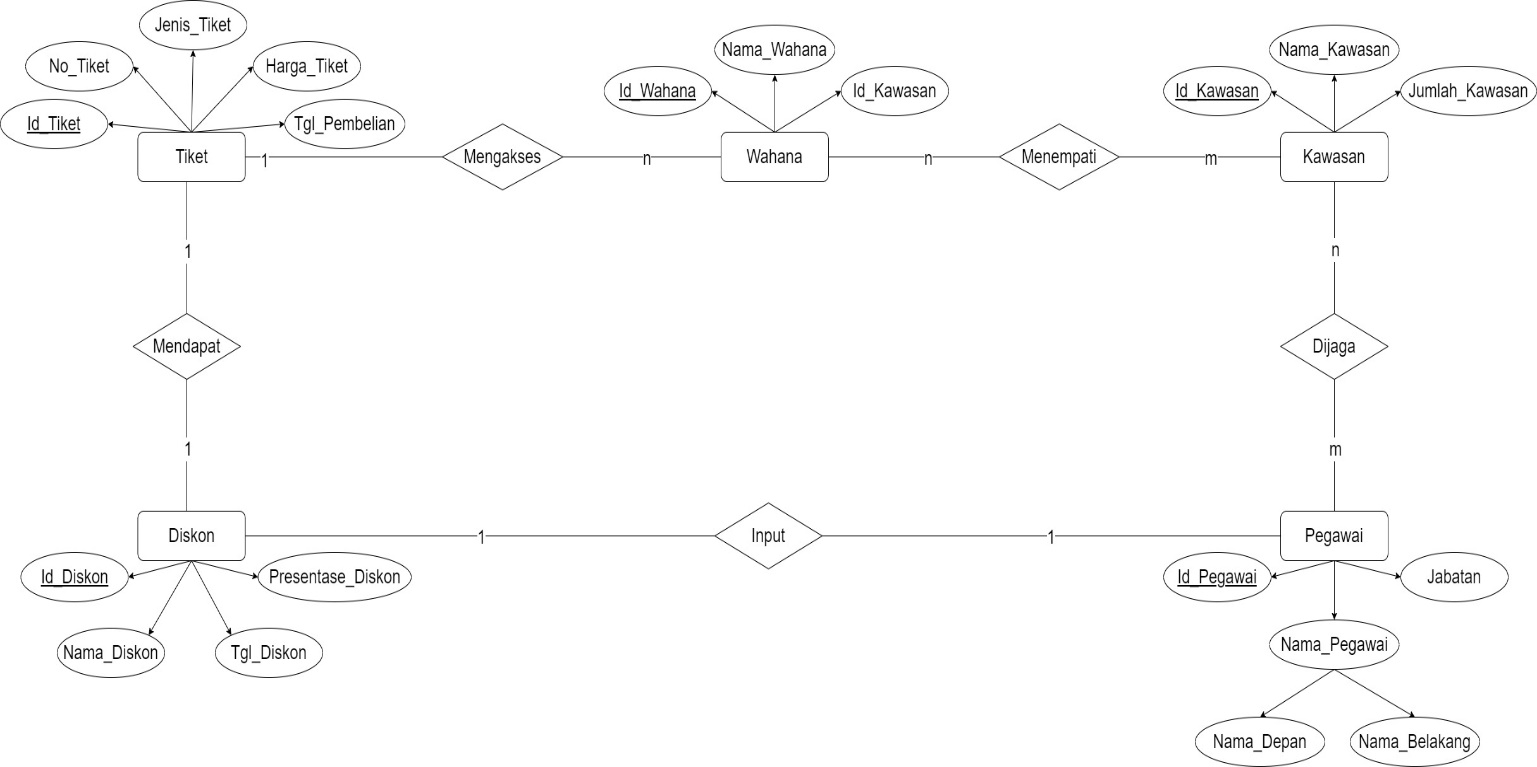 Jenis_Tiket
No_Tiket
Harga_Tiket
Id_Tiket
Tgl_Pembelian
Tiket
1
Mengakses
n
Nama_Wahana
Id_Wahana
Id_Kawasan
Wahana
n
Menempati
m
Nama_Kawasan
Id_Kawasan
Jumlah_Kawasan
Kawasan
1
n
Mendapat
Dijaga
1
m
Diskon
1
Input
1
Pegawai
Id_Diskon
Presentase_Diskon
Nama_Diskon
Tgl_Diskon
Id_Pegawai
Jabatan
Nama_Pegawai
Nama_Depan
Nama_Belakang